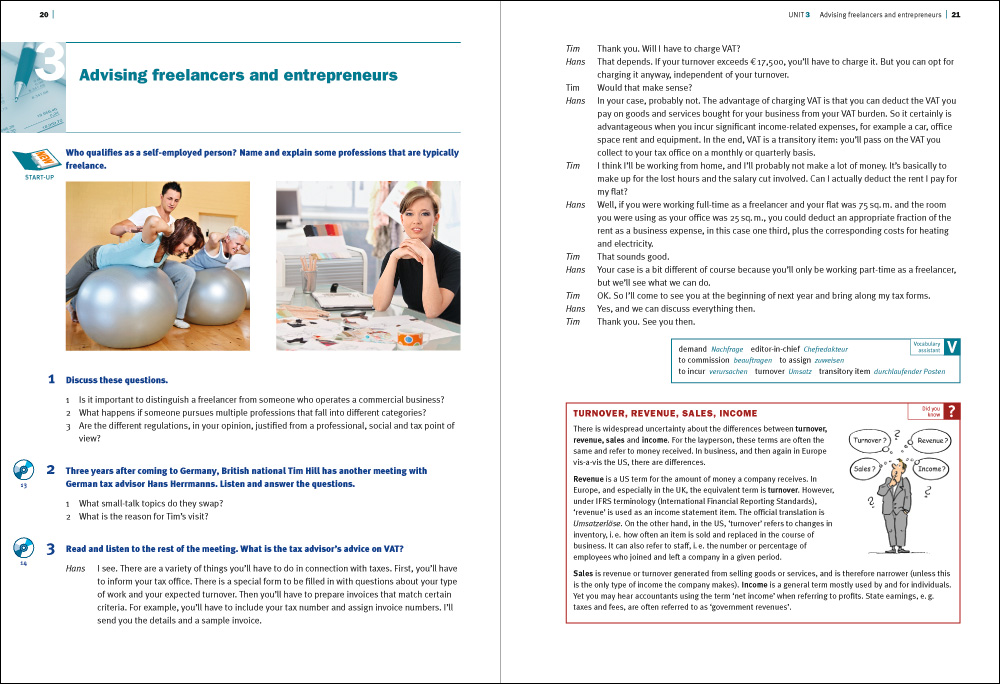 20
3
Advising freelancers and entrepreneurs
START-UP
Who qualifies as a self-employed person? Name and explain some professions that are typically
freelance.
1 Discuss these questions.
1 Is it important to distinguish a freelancer from someone who operates a commercial business?
2 What happens if someone pursues multiple professions that fall into different categories?
3 Are the different regulations, in your opinion, justified from a professional, social and tax point of
view?
13
2 Three years after coming to Germany, British national Tim Hill has another meeting with
German tax advisor Hans Herrmanns. Listen and answer the questions.
1 What small-talk topics do they swap?
2 What is the reason for Tim's visit?
14
3 Read and listen to the rest of the meeting. What is the tax advisor's advice on VAT?
Hans I see. There are a variety of things you'll have to do in connection with taxes. First, you'll have
to inform your tax office. There is a special form to be filled in with questions about your type
of work and your expected turnover. Then you'll have to prepare invoices that match certain
criteria. For example, you'll have to include your tax number and assign invoice numbers. I'll
send you the details and a sample invoice.
UNIT 3 Advising freelancers and entrepreneurs 21
Tim Thank you. Will I have to charge VAT?
Hans That depends. If your turnover exceeds € 17,500, you'll have to charge it. But you can opt for
charging it anyway, independent of your turnover.
Tim Would that make sense?
Hans In your case, probably not. The advantage of charging VAT is that you can deduct the VAT you
pay on goods and services bought for your business from your VAT burden. So it certainly is
advantageous when you incur significant income-related expenses, for example a car, office
space rent and equipment. In the end, VAT is a transitory item: you'll pass on the VAT you
collect to your tax office on a monthly or quarterly basis.
Tim I think I'll be working from home, and I'll probably not make a lot of money. It's basically to
make up for the lost hours and the salary cut involved. Can I actually deduct the rent I pay for
my flat?
Hans Well, if you were working full-time as a freelancer and your flat was 75 sq. m. and the room
you were using as your office was 25 sq. m., you could deduct an appropriate fraction of the
rent as a business expense, in this case one third, plus the corresponding costs for heating
and electricity.
Tim That sounds good.
Hans Your case is a bit different of course because you'll only be working part-time as a freelancer,
but we'll see what we can do.
Tim OK. So I'll come to see you at the beginning of next year and bring along my tax forms.
Hans Yes, and we can discuss everything then.
Tim Thank you. See you then.
Vocabulary
assistant
V
demand Nachfrage editor-in-chief Chefredakteur
to commission beauftragen to assign zuweisen
to incur verursachen turnover Umsatz transitory item durchlaufender Posten
Did you
know
?
TURNOVER, REVENUE, SALES, INCOME
There is widespread uncertainty about the differences between turnover,
revenue, sales and income. For the layperson, these terms are often the
same and refer to money received. In business, and then again in Europe
vis-a-vis the US, there are differences.
Revenue is a US term for the amount of money a company receives. In
Europe, and especially in the UK, the equivalent term is turnover. However,
under IFRS terminology (International Financial Reporting Standards),
'revenue' is used as an income statement item. The official translation is
Umsatzerlöse. On the other hand, in the US, 'turnover' refers to changes in
inventory, i. e. how often an item is sold and replaced in the course of
business. It can also refer to staff, i. e. the number or percentage of
employees who joined and left a company in a given period.
Turnover ?
Revenue ?
Sales ?
Income ?
?
?
?
Sales is revenue or turnover generated from selling goods or services, and is therefore narrower (unless this
is the only type of income the company makes). Income is a general term mostly used by and for individuals.
Yet you may hear accountants using the term 'net income' when referring to profits. State earnings, e. g.
taxes and fees, are often referred to as 'government revenues'.